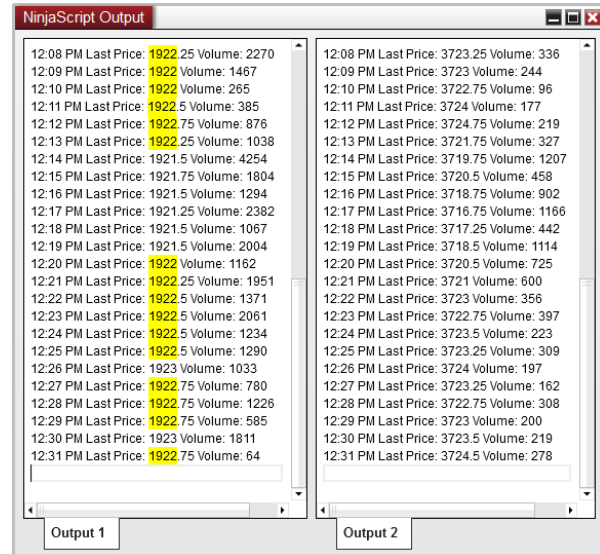 NinjaScript Output
12:08 PM Last Price: 1922.25 Volume: 2270
12:09 PM Last Price: 1922 Volume: 1467
12:10 PM Last Price: 1922 Volume: 265
12:11 PM Last Price: 1922.5 Volume: 385
12:12 PM Last Price: 1922.75 Volume: 876
12:13 PM Last Price: 1922.25 Volume: 1038
12:14 PM Last Price: 1921.5 Volume: 4254
12:15 PM Last Price: 1921.75 Volume: 1804
12:16 PM Last Price: 1921.5 Volume: 1294
12:17 PM Last Price: 1921.25 Volume: 2382
12:18 PM Last Price: 1921.5 Volume: 1067
12:19 PM Last Price: 1921.5 Volume: 2004
12:20 PM Last Price: 1922 Volume: 1162
12:21 PM Last Price: 1922.25 Volume: 1951
12:22 PM Last Price: 1922.5 Volume: 1371
12:23 PM Last Price: 1922.5 Volume: 2061
12:24 PM Last Price: 1922.5 Volume: 1234
12:25 PM Last Price: 1922.5 Volume: 1290
12:26 PM Last Price: 1923 Volume: 1033
12:27 PM Last Price: 1922.75 Volume: 780
12:28 PM Last Price: 1922.75 Volume: 1226
12:29 PM Last Price: 1922.75 Volume: 585
12:30 PM Last Price: 1923 Volume: 1811
12:31 PM Last Price: 1922.75 Volume: 64
Output 1
12:08 PM Last Price: 3723.25 Volume: 336
12:09 PM Last Price: 3723 Volume: 244
12:10 PM Last Price: 3722.75 Volume: 96
12:11 PM Last Price: 3724 Volume: 177
12:12 PM Last Price: 3724.75 Volume: 219
12:13 PM Last Price: 3721.75 Volume: 327
12:14 PM Last Price: 3719.75 Volume: 1207
12:15 PM Last Price: 3720.5 Volume: 458
12:16 PM Last Price: 3718.75 Volume: 902
12:17 PM Last Price: 3716.75 Volume: 1166
12:18 PM Last Price: 3717.25 Volume: 442
12:19 PM Last Price: 3718.5 Volume: 1114
12:20 PM Last Price: 3720.5 Volume: 725
12:21 PM Last Price: 3721 Volume: 600
12:22 PM Last Price: 3723 Volume: 356
12:23 PM Last Price: 3722.75 Volume: 397
12:24 PM Last Price: 3723.5 Volume: 223
12:25 PM Last Price: 3723.25 Volume: 309
12:26 PM Last Price: 3724 Volume: 197
12:27 PM Last Price: 3723.25 Volume: 162
12:28 PM Last Price: 3722.75 Volume: 308
12:29 PM Last Price: 3723 Volume: 200
12:30 PM Last Price: 3723.5 Volume: 219
12:31 PM Last Price: 3724.5 Volume: 278
Output 2